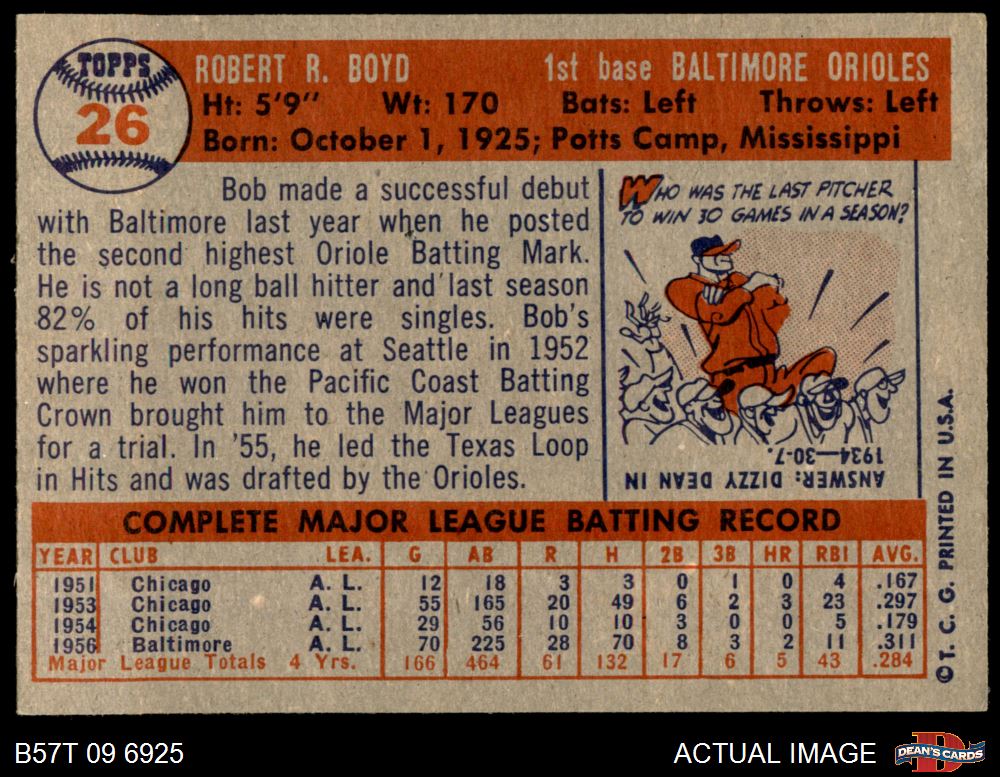 TOPPS
26
ROBERT R. BOYD 1st base BALTIMORE ORIOLES
Ht: 5'9" Wt: 170 Bats: Left Throws: Left
Born: October 1, 1925; Potts Camp, Mississippi
Bob made a successful debut
with Baltimore last year when he posted
the second highest Oriole Batting Mark.
He is not a long ball hitter and last season
82% of his hits were singles. Bob's
sparkling performance at Seattle in 1952
where he won the Pacific Coast Batting
Crown brought him to the Major Leagues
for a trial. In '55, he led the Texas Loop
in Hits and was drafted by the Orioles.
WHO WAS THE LAST PITCHER
TO WIN 30 GAMES IN A SEASON?
ANSWER: DIZZY DEAN IN
1934—30-7.
COMPLETE MAJOR LEAGUE BATTING RECORD
YEAR CLUB LEA. G AB R H 2B 3B HR RBI AVG.
1951 Chicago A. L. 12 18 3 3 0 1 0 4 .167
1953 Chicago A. L. 55 165 20 49 6 2 3 23 .297
1954 Chicago A. L. 29 56 10 10 3 0 0 5 .179
1956 Baltimore A. L. 70 225 28 70 8 3 2 11 .311
Major League Totals 4 Yrs. 166 464 61 132 17 6 5 43 .284
© T. C. G. PRINTED IN U.S.A.
B57T 09 6925 ACTUAL IMAGE
D
DEAN'S CARDS